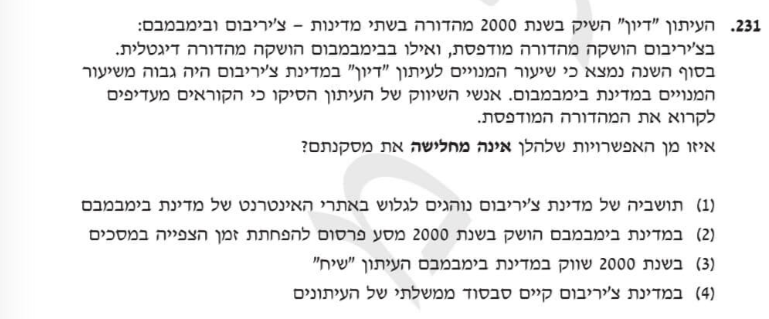 231. העיתון "דיון" השיק בשנת 2000 מהדורה בשתי מדינות – צ'יריבום ובימבמבם:
בצ'יריבום הושקה מהדורה מודפסת, ואילו בבימבמבום הושקה מהדורה דיגטלית.
בסוף השנה נמצא כי שיעור המנויים לעיתון "דיון" במדינת צ'יריבום היה גבוה משיעור
המנויים במדינת בימבמבום. אנשי השיווק של העיתון הסיקו כי הקוראים מעדיפים
לקרוא את המהדורה המודפסת.
איזו מן האפשרויות שלהלן אינה מחלישה את מסקנתם?
(1) תושביה של מדינת צ'יריבום נוהגים לגלוש באתרי האינטרנט של מדינת בימבמבם
(2) במדינת בימבמבם הושק בשנת 2000 מסע פרסום להפחתת זמן הצפייה במסכים
(3) בשנת 2000 שווק במדינת בימבמבם העיתון "שיח"
(4) במדינת צ'יריבום קיים סבסוד ממשלתי של העיתונים